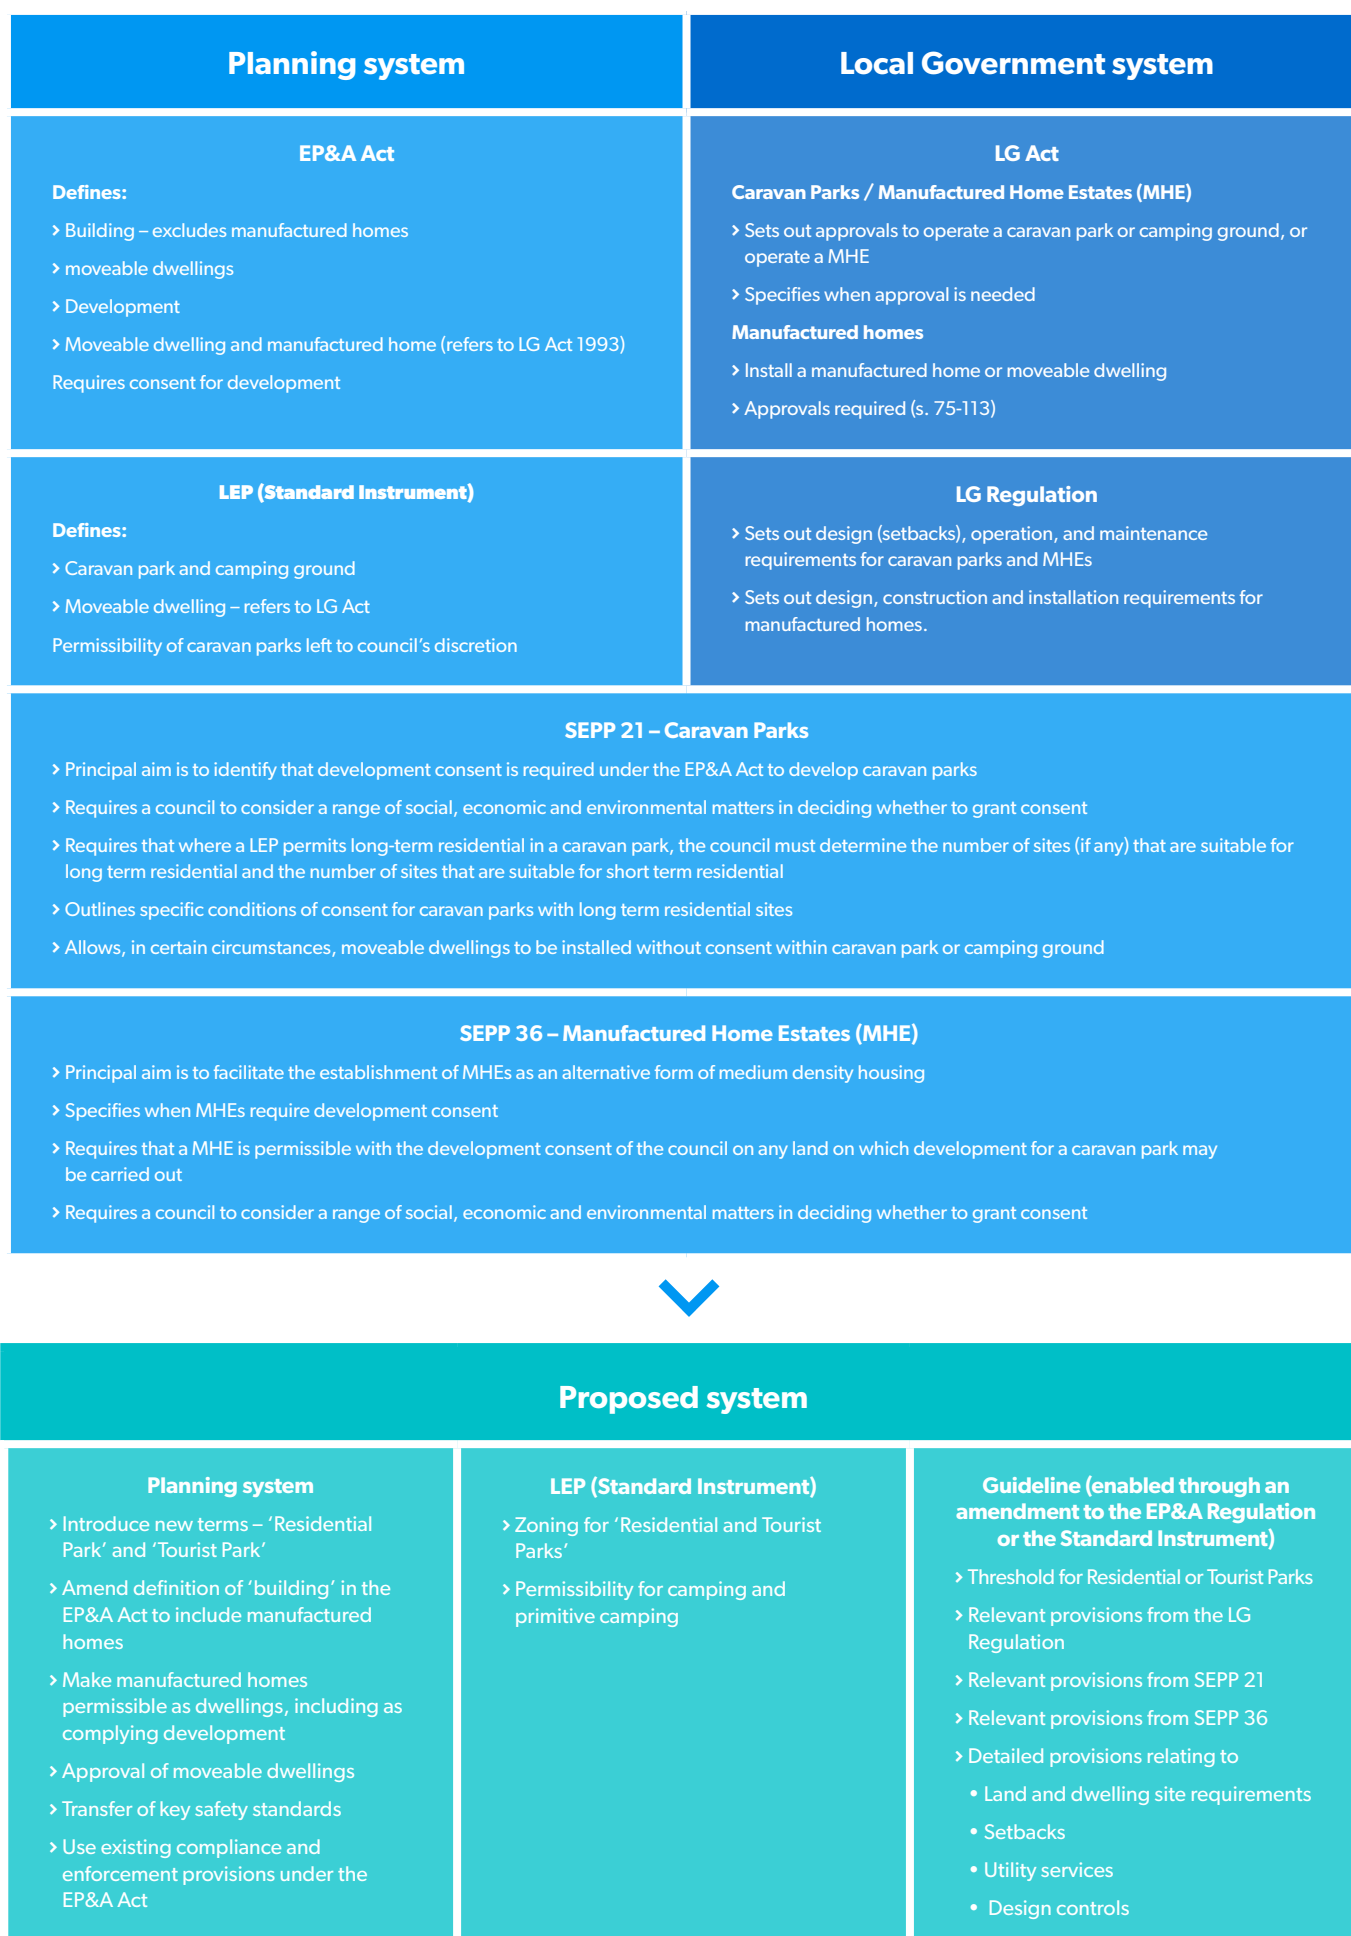 Planning system
Local Government system
EP&A Act
Defines:
› Building – excludes manufactured homes
› moveable dwellings
› Development
› Moveable dwelling and manufactured home (refers to LG Act 1993)
Requires consent for development
LG Act
Caravan Parks / Manufactured Home Estates (MHE)
› Sets out approvals to operate a caravan park or camping ground, or
operate a MHE
› Specifies when approval is needed
Manufactured homes
› Install a manufactured home or moveable dwelling
› Approvals required (s. 75-113)
LEP (Standard Instrument)
Defines:
› Caravan park and camping ground
› Moveable dwelling – refers to LG Act
Permissibility of caravan parks left to council's discretion
LG Regulation
› Sets out design (setbacks), operation, and maintenance
requirements for caravan parks and MHEs
› Sets out design, construction and installation requirements for
manufactured homes.
SEPP 21 – Caravan Parks
› Principal aim is to identify that development consent is required under the EP&A Act to develop caravan parks
› Requires a council to consider a range of social, economic and environmental matters in deciding whether to grant consent
› Requires that where a LEP permits long-term residential in a caravan park, the council must determine the number of sites (if any) that are suitable for
long term residential and the number of sites that are suitable for short term residential
› Outlines specific conditions of consent for caravan parks with long term residential sites
› Allows, in certain circumstances, moveable dwellings to be installed without consent within caravan park or camping ground
SEPP 36 – Manufactured Home Estates (MHE)
› Principal aim is to facilitate the establishment of MHEs as an alternative form of medium density housing
› Specifies when MHEs require development consent
› Requires that a MHE is permissible with the development consent of the council on any land on which development for a caravan park may
be carried out
› Requires a council to consider a range of social, economic and environmental matters in deciding whether to grant consent
Proposed system
Planning system
› Introduce new terms – 'Residential
Park' and 'Tourist Park'
› Amend definition of 'building' in the
EP&A Act to include manufactured
homes
› Make manufactured homes
permissible as dwellings, including as
complying development
› Approval of moveable dwellings
› Transfer of key safety standards
› Use existing compliance and
enforcement provisions under the
EP&A Act
LEP (Standard Instrument)
› Zoning for 'Residential and Tourist
Parks'
› Permissibility for camping and
primitive camping
Guideline (enabled through an
amendment to the EP&A Regulation
or the Standard Instrument)
› Threshold for Residential or Tourist Parks
› Relevant provisions from the LG
Regulation
› Relevant provisions from SEPP 21
› Relevant provisions from SEPP 36
› Detailed provisions relating to
• Land and dwelling site requirements
• Setbacks
• Utility services
• Design controls